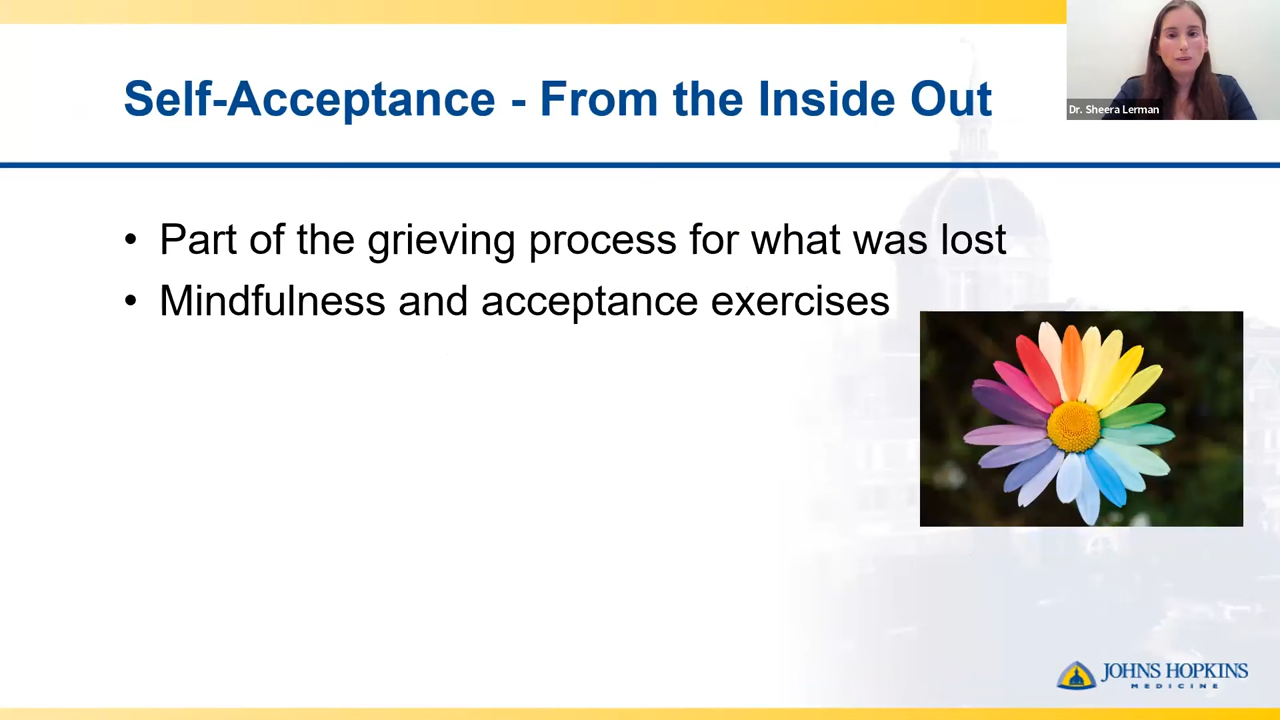 Self-Acceptance - From the Inside Out
Dr. Sheera Lerman
• Part of the grieving process for what was lost
• Mindfulness and acceptance exercises
JOHNS HOPKINS
MEDICINE